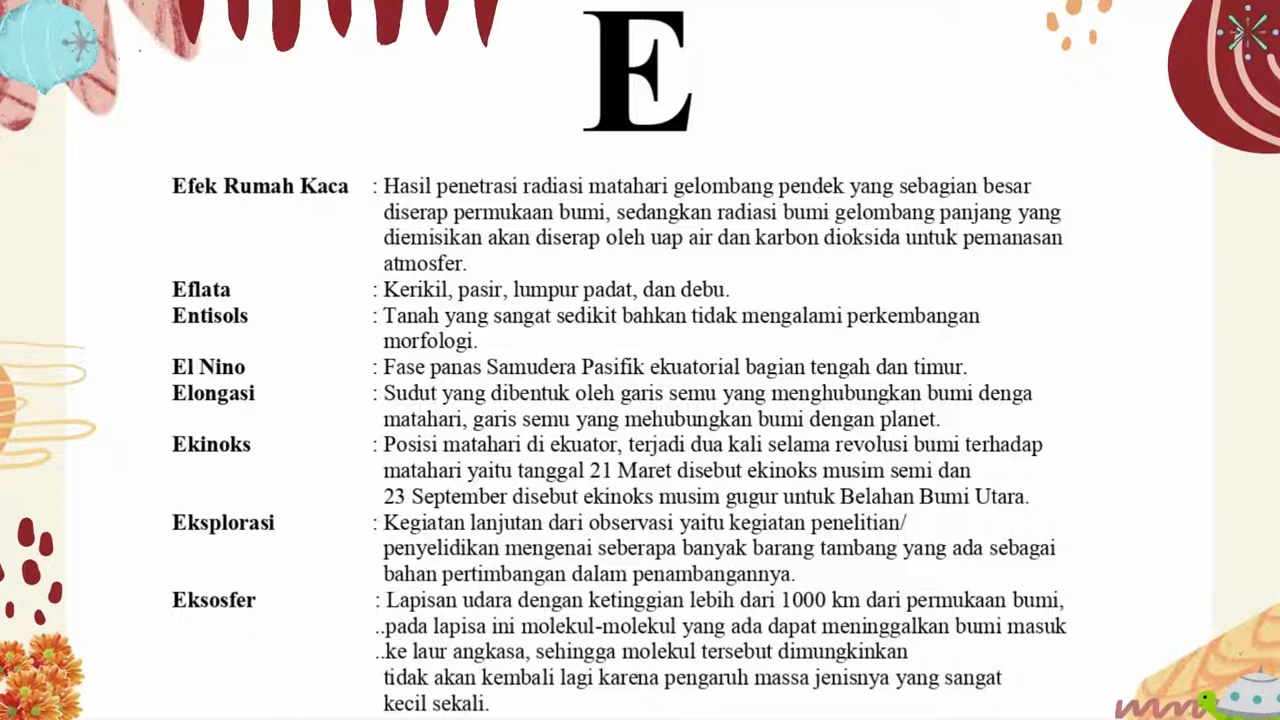 E
Efek Rumah Kaca : Hasil penetrasi radiasi matahari gelombang pendek yang sebagian besar
diserap permukaan bumi, sedangkan radiasi bumi gelombang panjang yang
diemisikan akan diserap oleh uap air dan karbon dioksida untuk pemanasan
atmosfer.
Eflata : Kerikil, pasir, lumpur padat, dan debu.
Entisols : Tanah yang sangat sedikit bahkan tidak mengalami perkembangan
morfologi.
El Nino : Fase panas Samudera Pasifik ekuatorial bagian tengah dan timur.
Elongasi : Sudut yang dibentuk oleh garis semu yang menghubungkan bumi denga
matahari, garis semu yang mehubungkan bumi dengan planet.
Ekinoks : Posisi matahari di ekuator, terjadi dua kali selama revolusi bumi terhadap
matahari yaitu tanggal 21 Maret disebut ekinoks musim semi dan
23 September disebut ekinoks musim gugur untuk Belahan Bumi Utara.
Eksplorasi : Kegiatan lanjutan dari observasi yaitu kegiatan penelitian/
penyelidikan mengenai seberapa banyak barang tambang yang ada sebagai
bahan pertimbangan dalam penambangannya.
Eksosfer : Lapisan udara dengan ketinggian lebih dari 1000 km dari permukaan bumi,
..pada lapisa ini molekul-molekul yang ada dapat meninggalkan bumi masuk
..ke laur angkasa, sehingga molekul tersebut dimungkinkan
tidak akan kembali lagi karena pengaruh massa jenisnya yang sangat
kecil sekali.